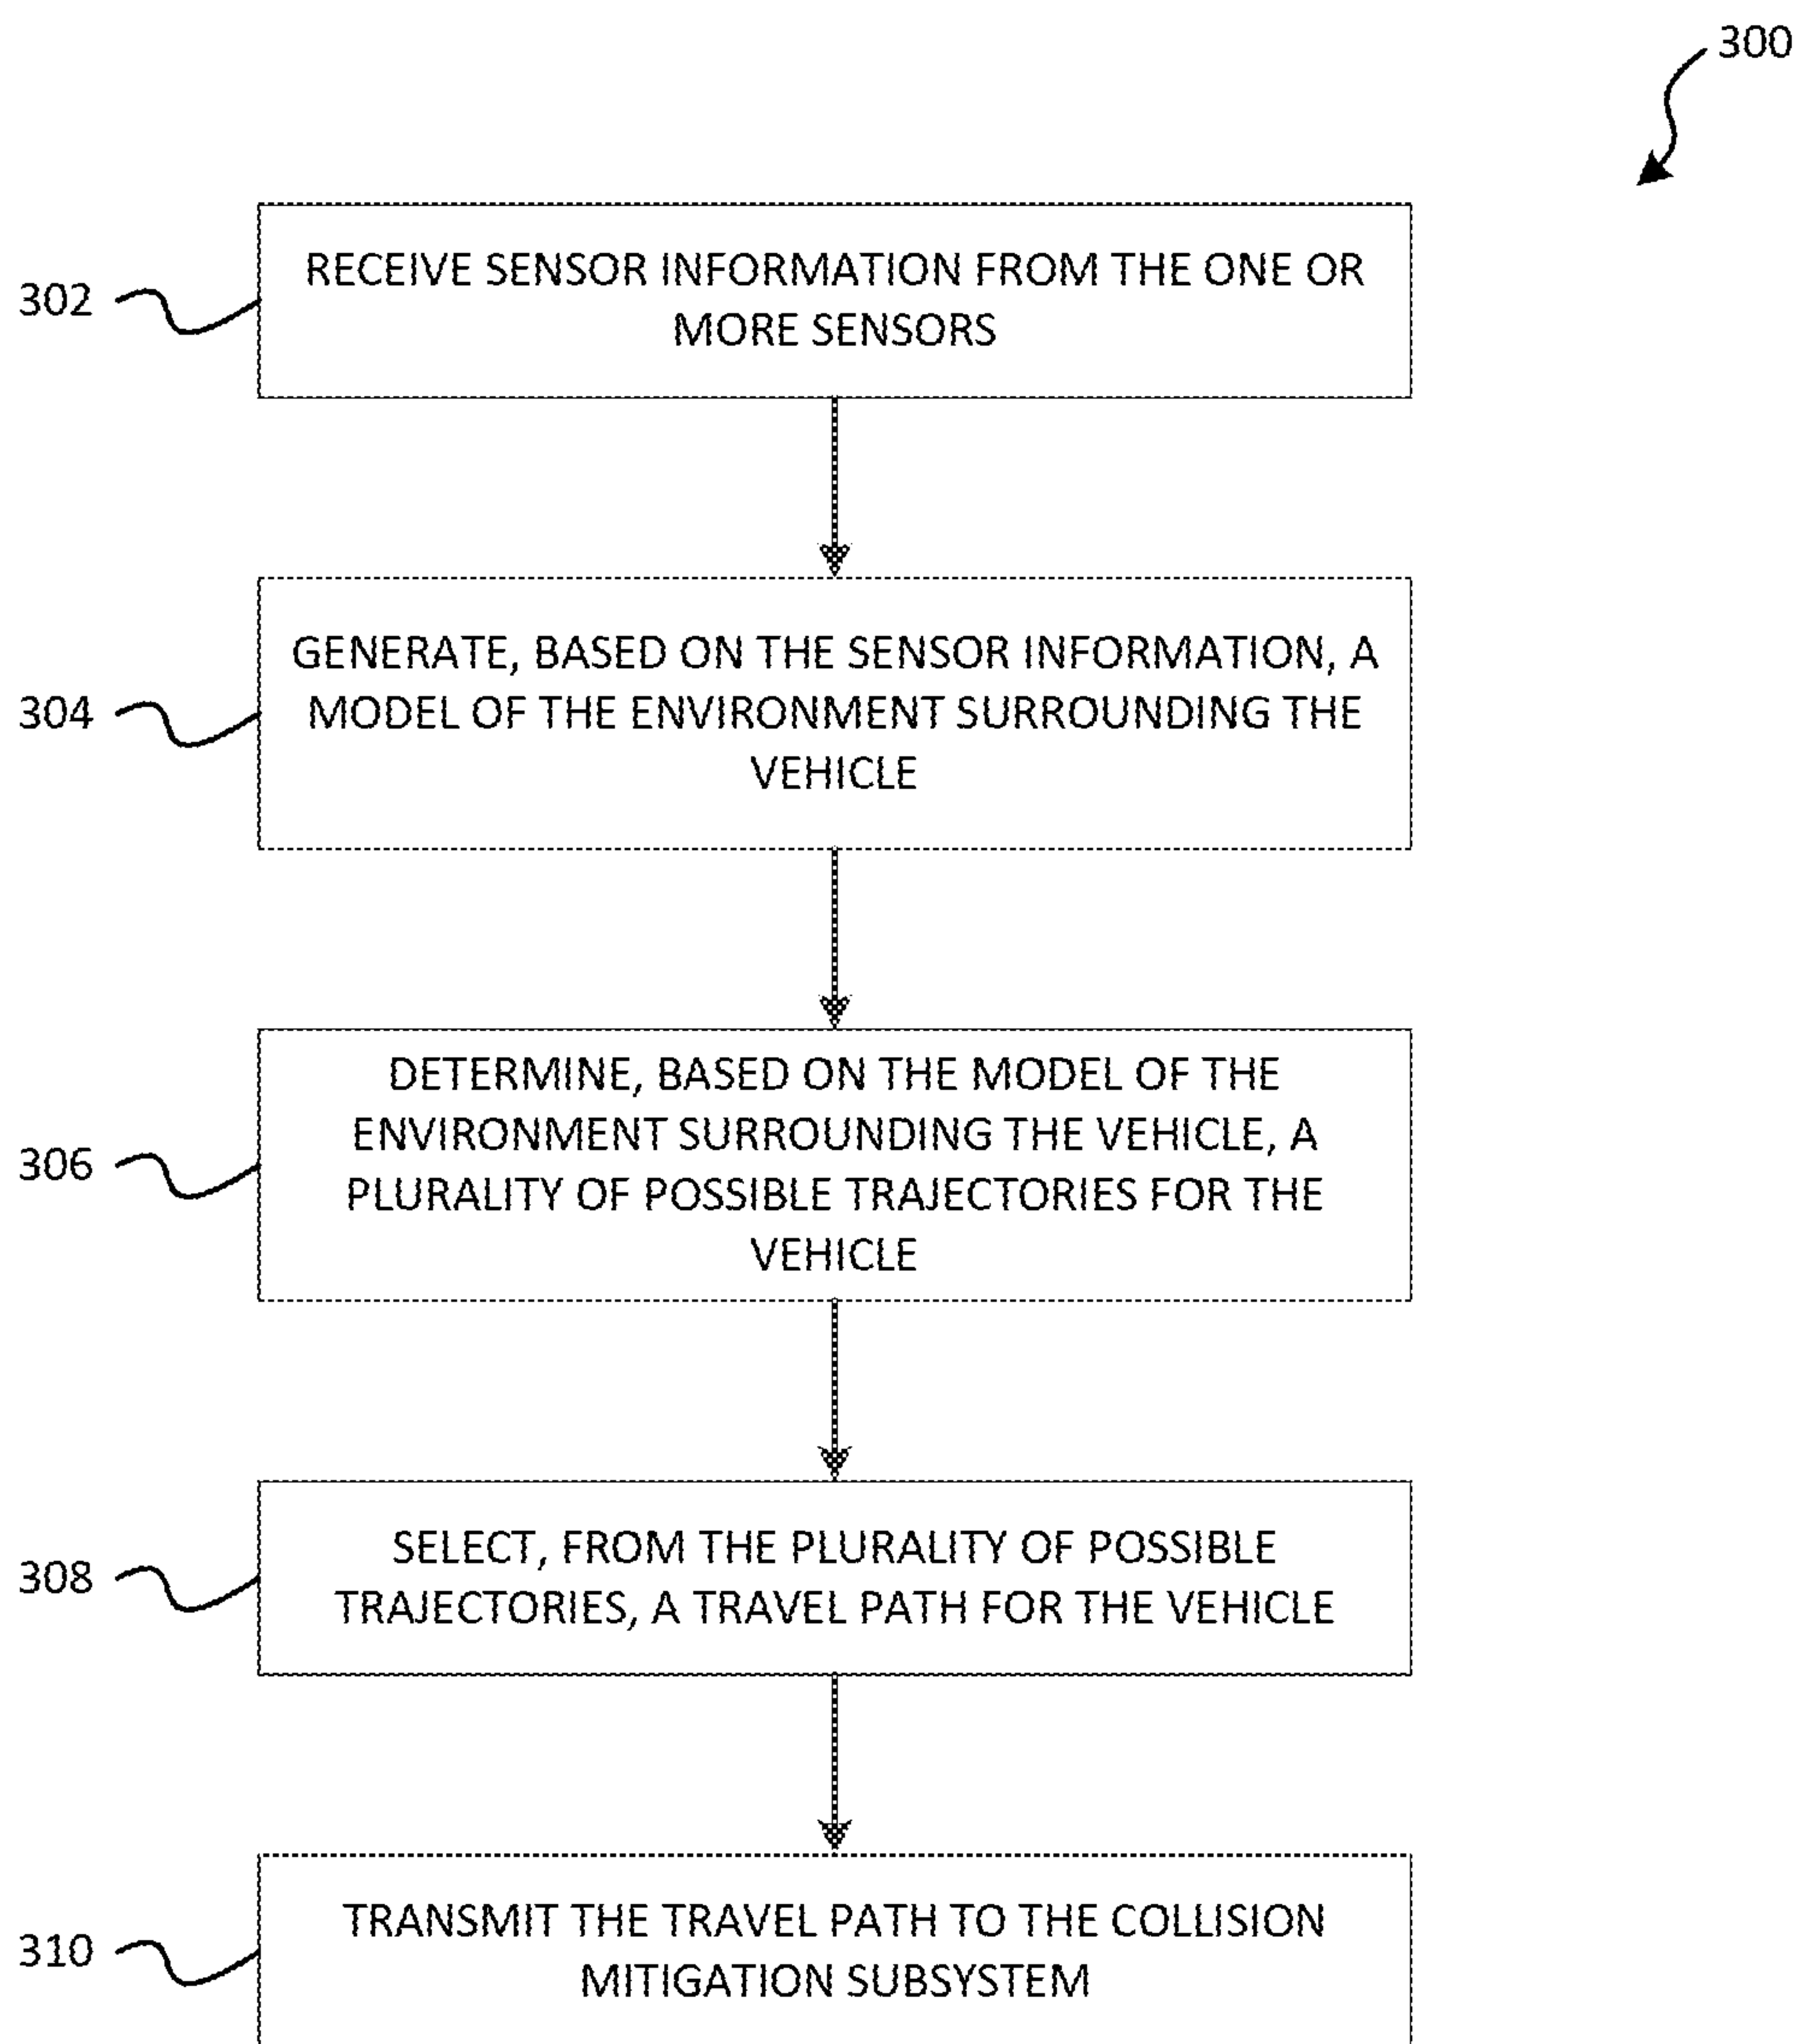 300
302
RECEIVE SENSOR INFORMATION FROM THE ONE OR
MORE SENSORS
304
GENERATE, BASED ON THE SENSOR INFORMATION, A
MODEL OF THE ENVIRONMENT SURROUNDING THE
VEHICLE
306
DETERMINE, BASED ON THE MODEL OF THE
ENVIRONMENT SURROUNDING THE VEHICLE, A
PLURALITY OF POSSIBLE TRAJECTORIES FOR THE
VEHICLE
308
SELECT, FROM THE PLURALITY OF POSSIBLE
TRAJECTORIES, A TRAVEL PATH FOR THE VEHICLE
310
TRANSMIT THE TRAVEL PATH TO THE COLLISION
MITIGATION SUBSYSTEM